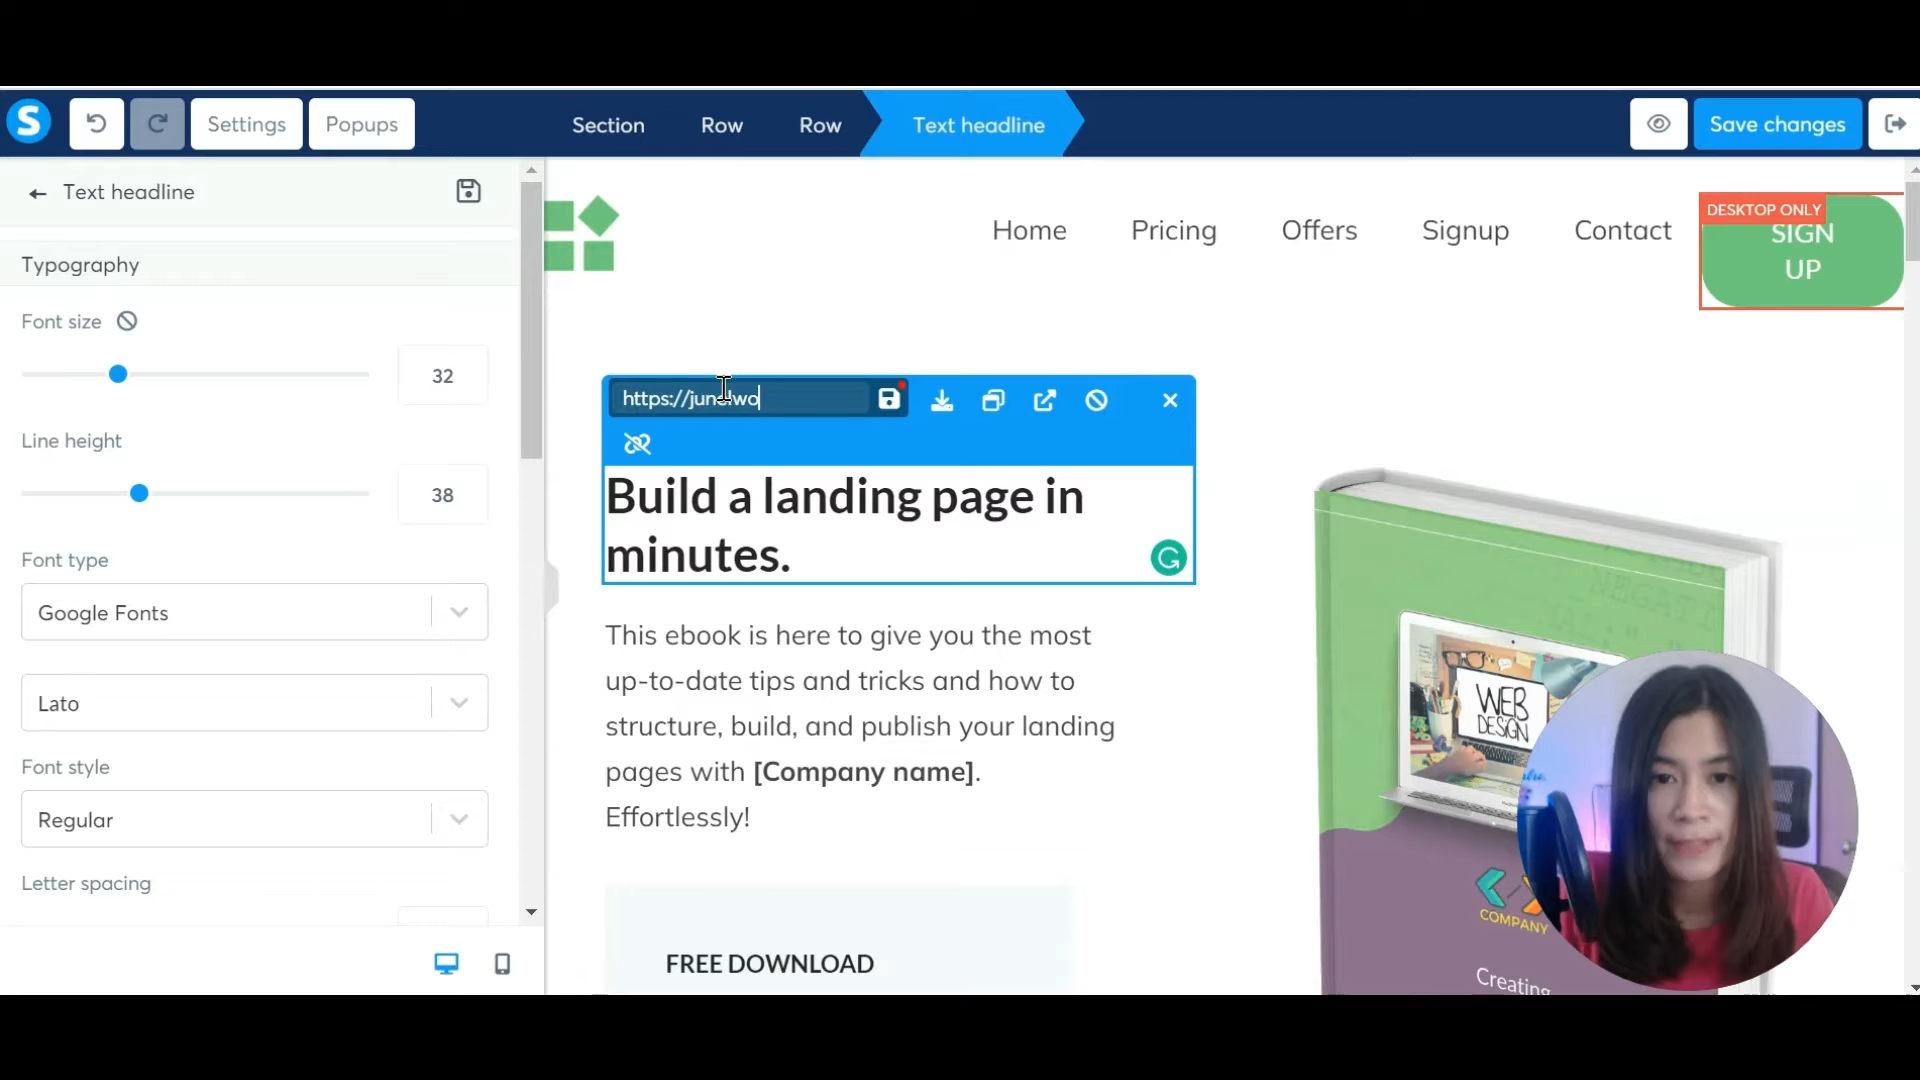 S
Settings
Popups
Section
Row
Row
Text headline
Save changes
Text headline
Typography
Font size
32
Line height
38
Font type
Google Fonts
Lato
Font style
Regular
Letter spacing
Home
Pricing
Offers
Signup
Contact
DESKTOP ONLY
SIGN
UP
Build a landing page in
minutes.
This ebook is here to give you the most
up-to-date tips and tricks and how to
structure, build, and publish your landing
pages with [Company name].
Effortlessly!
FREE DOWNLOAD
WEB
DESIGN
COMPANY
Creating